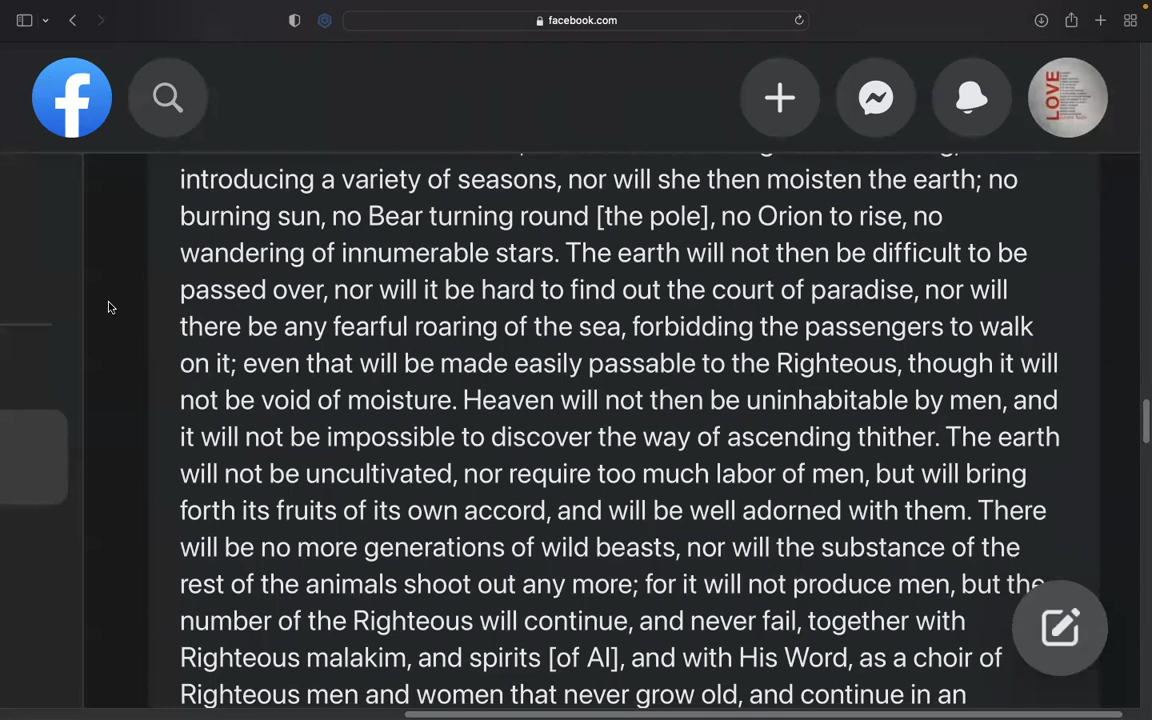 facebook.com
LOVE
introducing a variety of seasons, nor will she then moisten the earth; no
burning sun, no Bear turning round [the pole], no Orion to rise, no
wandering of innumerable stars. The earth will not then be difficult to be
passed over, nor will it be hard to find out the court of paradise, nor will
there be any fearful roaring of the sea, forbidding the passengers to walk
on it; even that will be made easily passable to the Righteous, though it will
not be void of moisture. Heaven will not then be uninhabitable by men, and
it will not be impossible to discover the way of ascending thither. The earth
will not be uncultivated, nor require too much labor of men, but will bring
forth its fruits of its own accord, and will be well adorned with them. There
will be no more generations of wild beasts, nor will the substance of the
rest of the animals shoot out any more; for it will not produce men, but the
number of the Righteous will continue, and never fail, together with
Righteous malakim, and spirits [of Al], and with His Word, as a choir of
Righteous men and women that never grow old, and continue in an